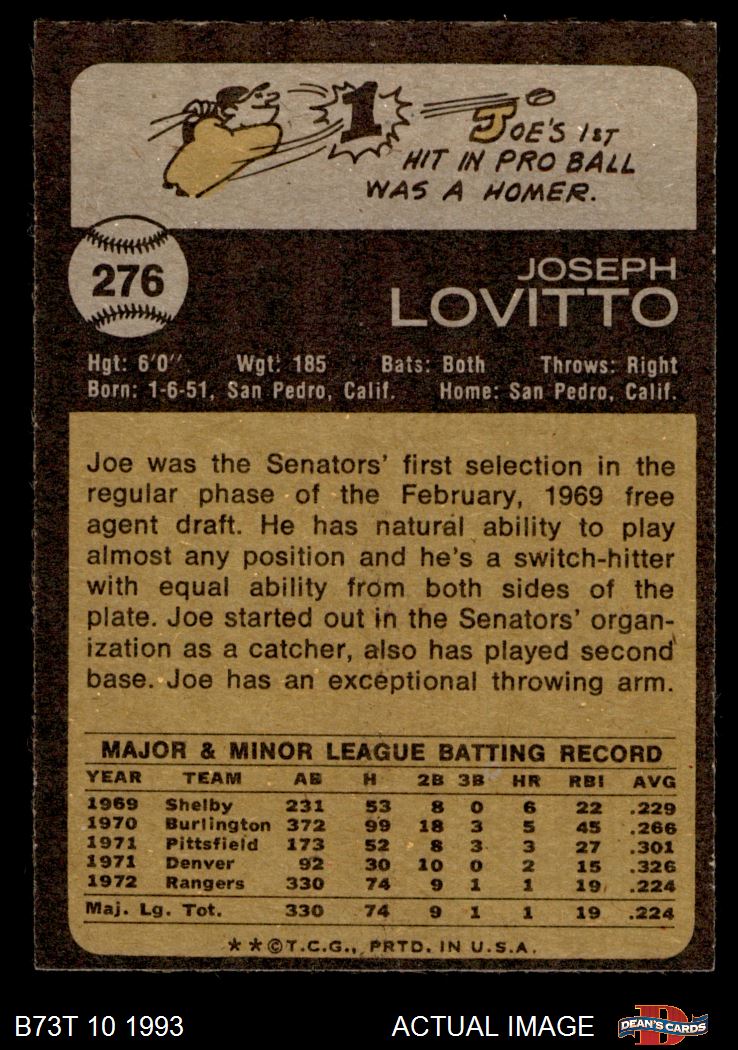 1
JOE'S 1ST
HIT IN PRO BALL
WAS A HOMER.
276
JOSEPH
LOVITTO
Hgt: 6'0" Wgt: 185 Bats: Both Throws: Right
Born: 1-6-51, San Pedro, Calif. Home: San Pedro, Calif.
Joe was the Senators' first selection in the
regular phase of the February, 1969 free
agent draft. He has natural ability to play
almost any position and he's a switch-hitter
with equal ability from both sides of the
plate. Joe started out in the Senators' organ-
ization as a catcher, also has played second
base. Joe has an exceptional throwing arm.
MAJOR & MINOR LEAGUE BATTING RECORD
YEAR TEAM AB H 2B 3B HR RBI AVG
1969 Shelby 231 53 8 0 6 22 .229
1970 Burlington 372 99 18 3 5 45 .266
1971 Pittsfield 173 52 8 3 3 27 .301
1971 Denver 92 30 10 0 2 15 .326
1972 Rangers 330 74 9 1 1 19 .224
Maj. Lg. Tot. 330 74 9 1 1 19 .224
★★©T.C.G., PRTD. IN U.S.A.
B73T 10 1993 ACTUAL IMAGE DEAN'S CARDS